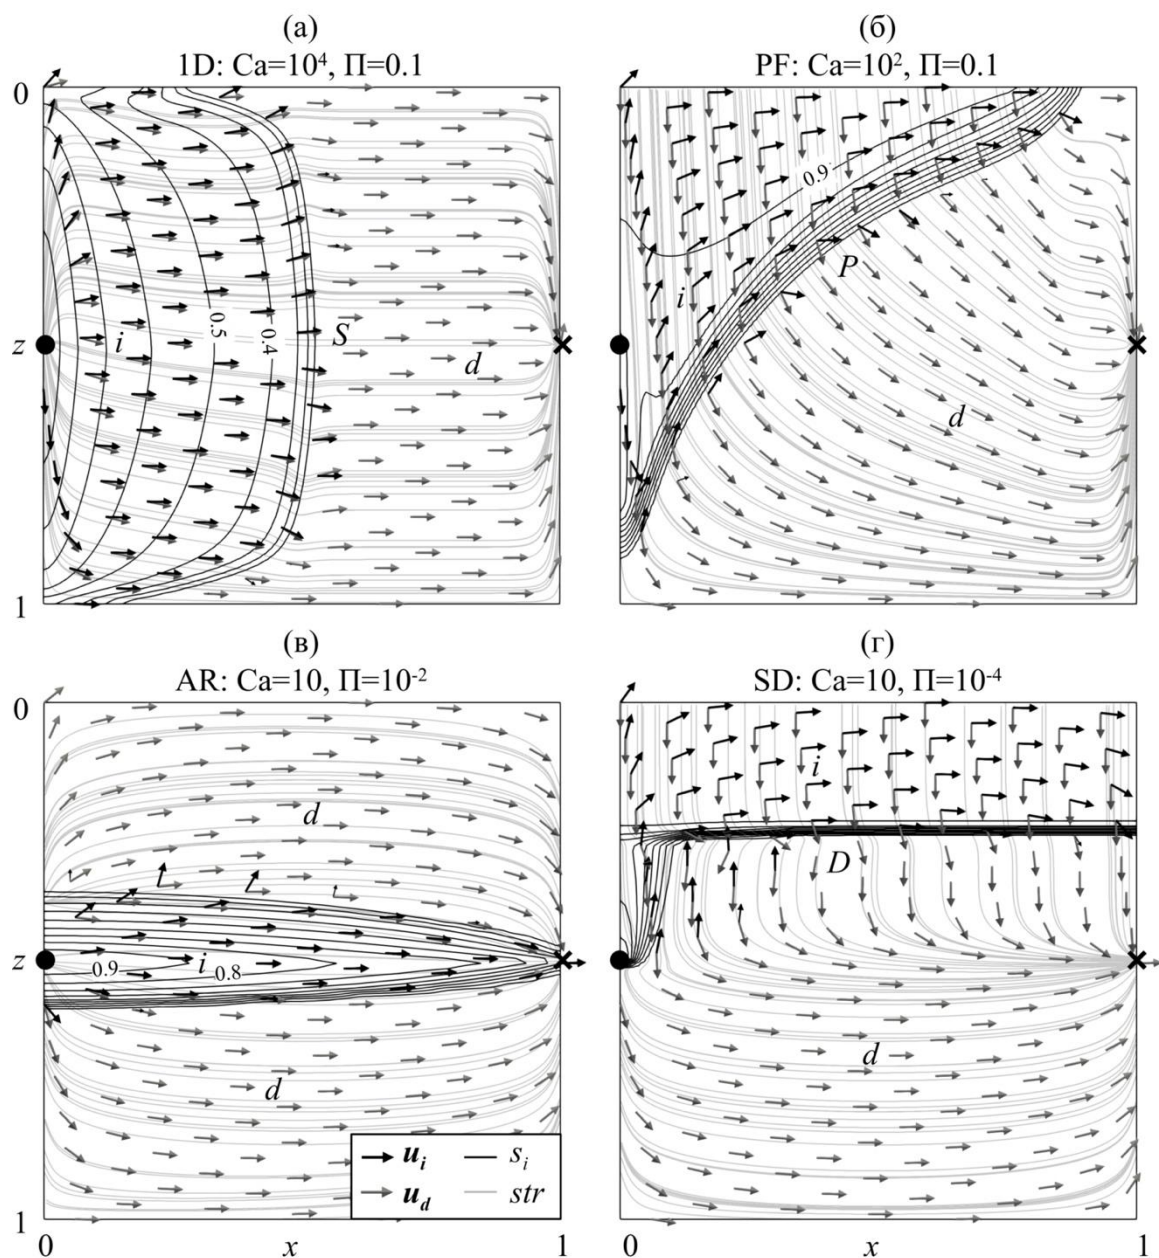 (а)
1D: Ca=10⁴, Π=0.1
(б)
PF: Ca=10², Π=0.1
0
z
1
i
0.5
0.4
S
d
0.9
i
P
d
(в)
AR: Ca=10, Π=10⁻²
(г)
SD: Ca=10, Π=10⁻⁴
0
z
1
d
0.9
i
0.8
d
i
D
d
u_i
s_i
u_d
str
0
x
1
0
x
1